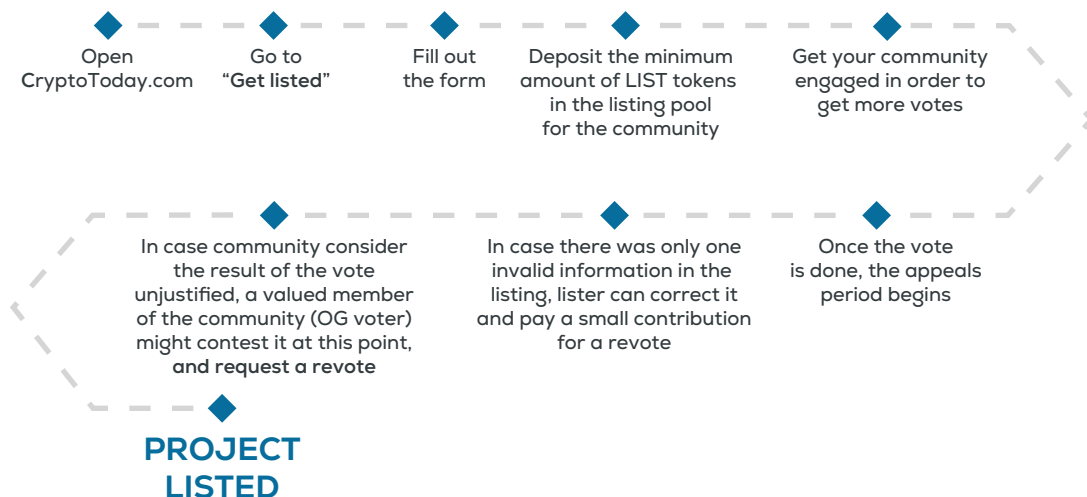 Open
CryptoToday.com
Go to
“Get listed”
Fill out
the form
Deposit the minimum
amount of LIST tokens
in the listing pool
for the community
Get your community
engaged in order to
get more votes
Once the vote
is done, the appeals
period begins
In case there was only one
invalid information in the
listing, lister can correct it
and pay a small contribution
for a revote
In case community consider
the result of the vote
unjustified, a valued member
of the community (OG voter)
might contest it at this point,
and request a revote
PROJECT
LISTED